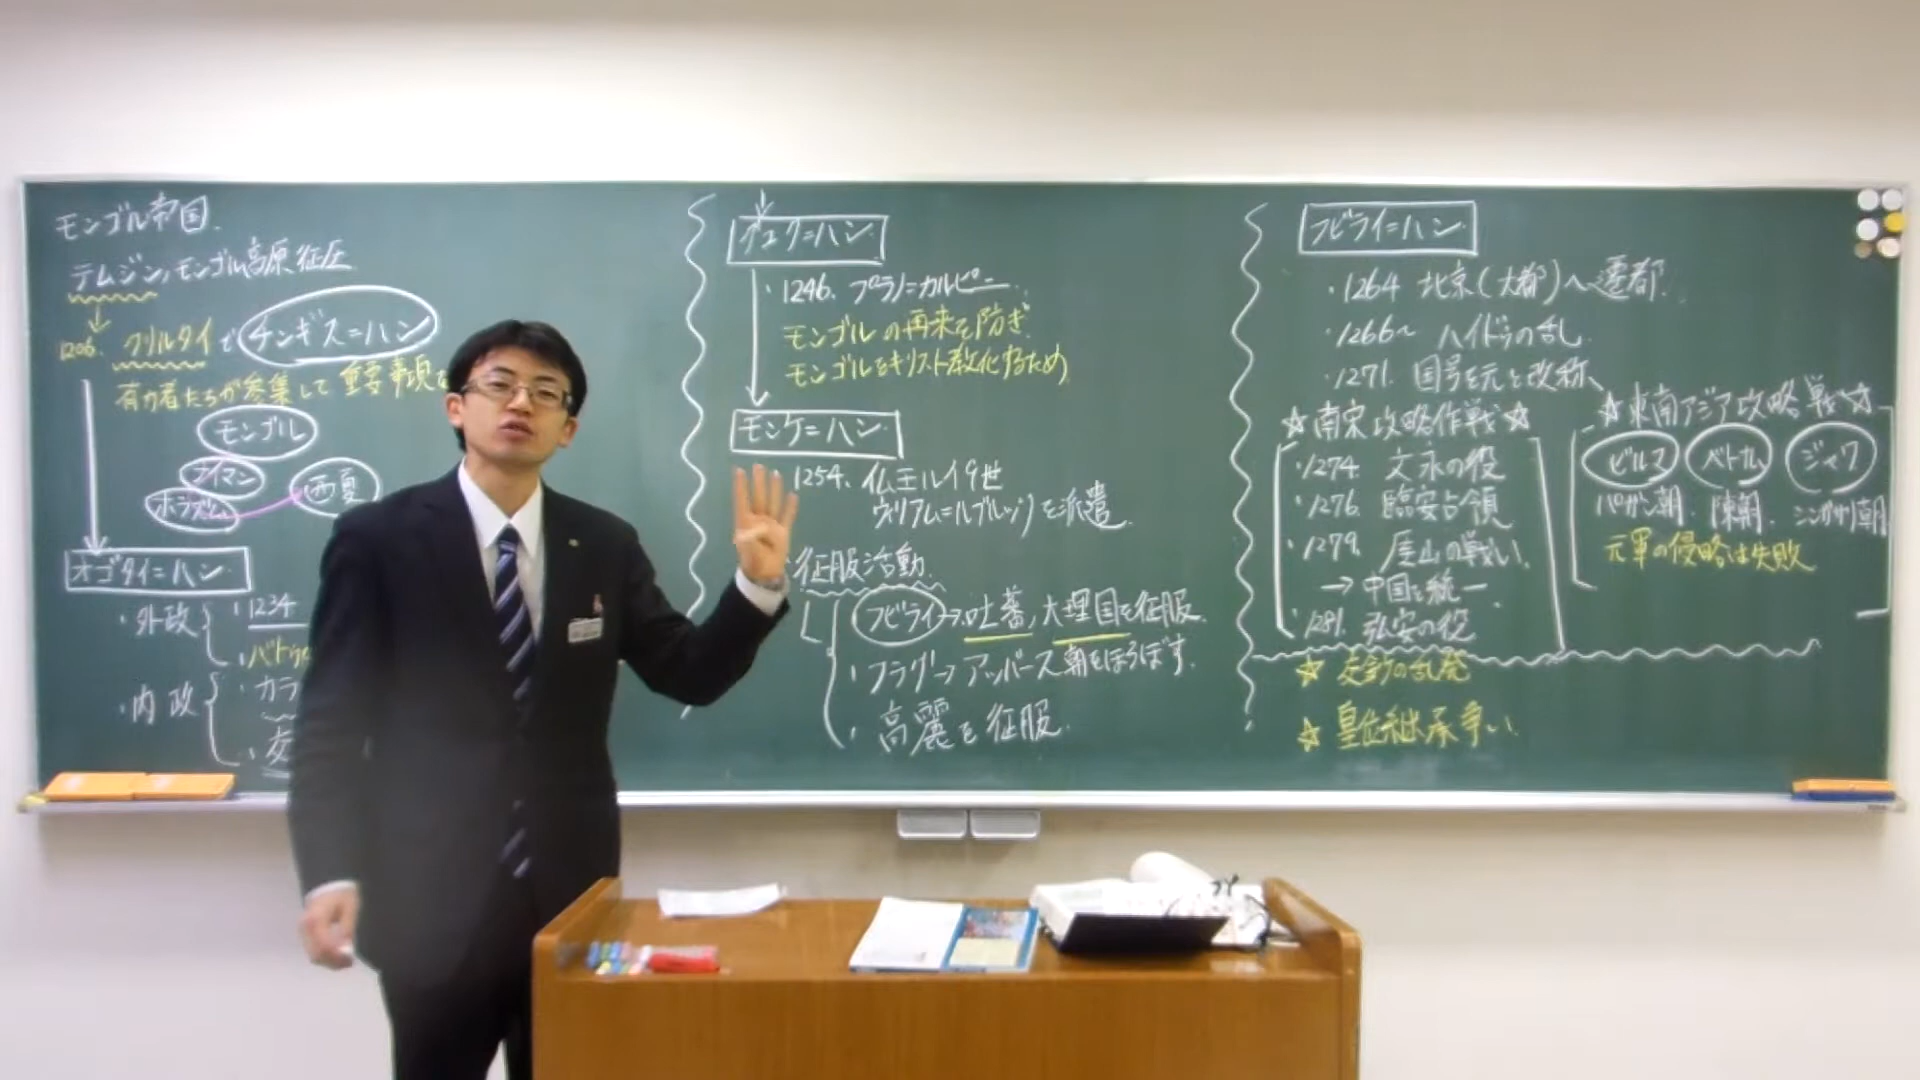 モンゴル帝国.
テムジン,モンゴル高原征圧
1206. クリルタイで チンギス=ハン
有力者たちが参集して重要事項
モンゴル
ナイマン
ホラズム
西夏
オゴタイ=ハン
・外政
・1234
・バトゥ
・内政
・カラ
・交
グユク=ハン
・1246. プラノ=カルピニ
モンゴルの再来を防ぎ
モンゴルをキリスト教化するため
モンケ=ハン
1254. 仏王ルイ9世
(ウィリアム=ルブルック)を派遣
・征服活動
フビライ→吐蕃,大理国を征服.
・フラグ→アッバース朝をほろぼす.
・高麗を征服.
フビライ=ハン
・1264 北京(大都)へ遷都.
・1266~ ハイドゥの乱.
・1271. 国号を元と改称、
☆南宋攻略作戦☆
・1274. 文永の役
・1276. 臨安占領
・1279. 厓山の戦い.
→中国を統一.
・1281. 弘安の役
☆東南アジア攻略戦☆
ビルマ
ベトナム
ジャワ
パガン朝. 陳朝. シンガサリ朝
元軍の侵略は失敗
☆ 交鈔の乱発
☆ 皇位継承争い.